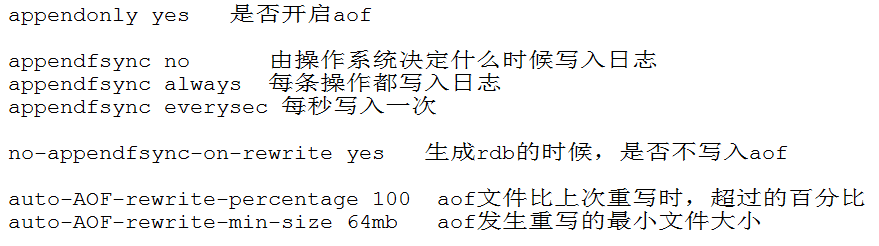 appendonly yes   是否开启aof
appendfsync no      由操作系统决定什么时候写入日志
appendfsync always  每条操作都写入日志
appendfsync everysec 每秒写入一次
no-appendfsync-on-rewrite yes   生成rdb的时候，是否不写入aof
auto-AOF-rewrite-percentage 100  aof文件比上次重写时，超过的百分比
auto-AOF-rewrite-min-size 64mb   aof发生重写的最小文件大小